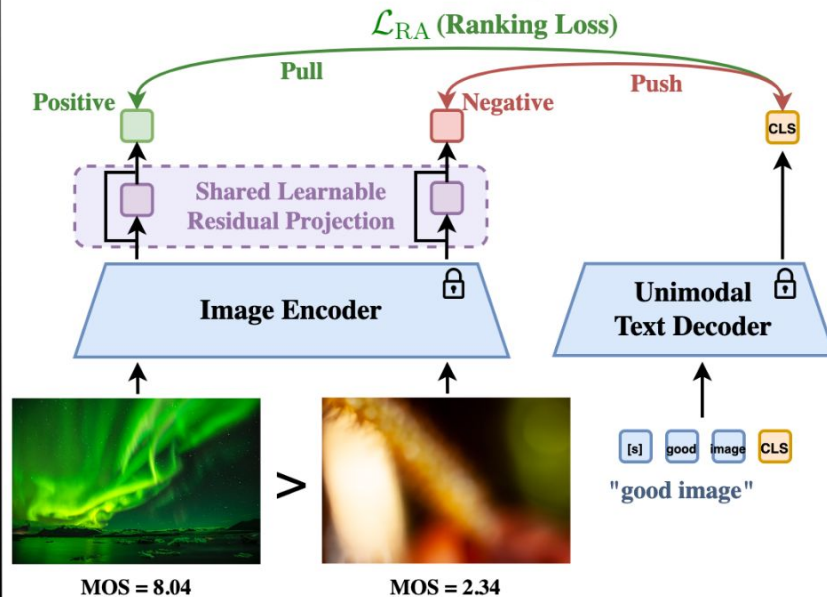 ℒRA (Ranking Loss)
Pull
Push
Positive
Negative
CLS
Shared Learnable
Residual Projection
Image Encoder
Unimodal
Text Decoder
>
[s] good image CLS
"good image"
MOS = 8.04
MOS = 2.34